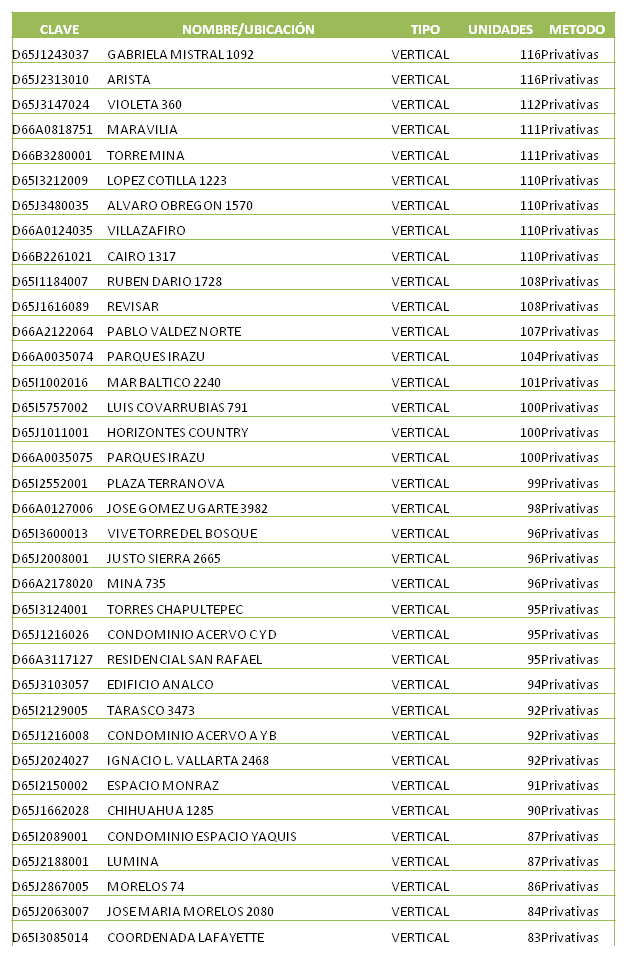 CLAVE NOMBRE/UBICACIÓN TIPO UNIDADES METODO
D65J1243037 GABRIELA MISTRAL 1092 VERTICAL 116 Privativas
D65J2313010 ARISTA VERTICAL 116 Privativas
D65J3147024 VIOLETA 360 VERTICAL 112 Privativas
D66A0818751 MARAVILIA VERTICAL 111 Privativas
D66B3280001 TORRE MINA VERTICAL 111 Privativas
D65I3212009 LOPEZ COTILLA 1223 VERTICAL 110 Privativas
D65J3480035 ALVARO OBREGON 1570 VERTICAL 110 Privativas
D66A0124035 VILLAZAFIRO VERTICAL 110 Privativas
D66B2261021 CAIRO 1317 VERTICAL 110 Privativas
D65I1184007 RUBEN DARIO 1728 VERTICAL 108 Privativas
D65J1616089 REVISAR VERTICAL 108 Privativas
D66A2122064 PABLO VALDEZ NORTE VERTICAL 107 Privativas
D66A0035074 PARQUES IRAZU VERTICAL 104 Privativas
D65I1002016 MAR BALTICO 2240 VERTICAL 101 Privativas
D65I5757002 LUIS COVARRUBIAS 791 VERTICAL 100 Privativas
D65J1011001 HORIZONTES COUNTRY VERTICAL 100 Privativas
D66A0035075 PARQUES IRAZU VERTICAL 100 Privativas
D65I2552001 PLAZA TERRANOVA VERTICAL 99 Privativas
D66A0127006 JOSE GOMEZ UGARTE 3982 VERTICAL 98 Privativas
D65I3600013 VIVE TORRE DEL BOSQUE VERTICAL 96 Privativas
D65J2008001 JUSTO SIERRA 2665 VERTICAL 96 Privativas
D66A2178020 MINA 735 VERTICAL 96 Privativas
D65I3124001 TORRES CHAPULTEPEC VERTICAL 95 Privativas
D65J1216026 CONDOMINIO ACERVO C Y D VERTICAL 95 Privativas
D66A3117127 RESIDENCIAL SAN RAFAEL VERTICAL 95 Privativas
D65J3103057 EDIFICIO ANALCO VERTICAL 94 Privativas
D65I2129005 TARASCO 3473 VERTICAL 92 Privativas
D65J1216008 CONDOMINIO ACERVO A Y B VERTICAL 92 Privativas
D65J2024027 IGNACIO L. VALLARTA 2468 VERTICAL 92 Privativas
D65I2150002 ESPACIO MONRAZ VERTICAL 91 Privativas
D65J1662028 CHIHUAHUA 1285 VERTICAL 90 Privativas
D65I2089001 CONDOMINIO ESPACIO YAQUIS VERTICAL 87 Privativas
D65J2188001 LUMINA VERTICAL 87 Privativas
D65J2867005 MORELOS 74 VERTICAL 86 Privativas
D65J2063007 JOSE MARIA MORELOS 2080 VERTICAL 84 Privativas
D65I3085014 COORDENADA LAFAYETTE VERTICAL 83 Privativas